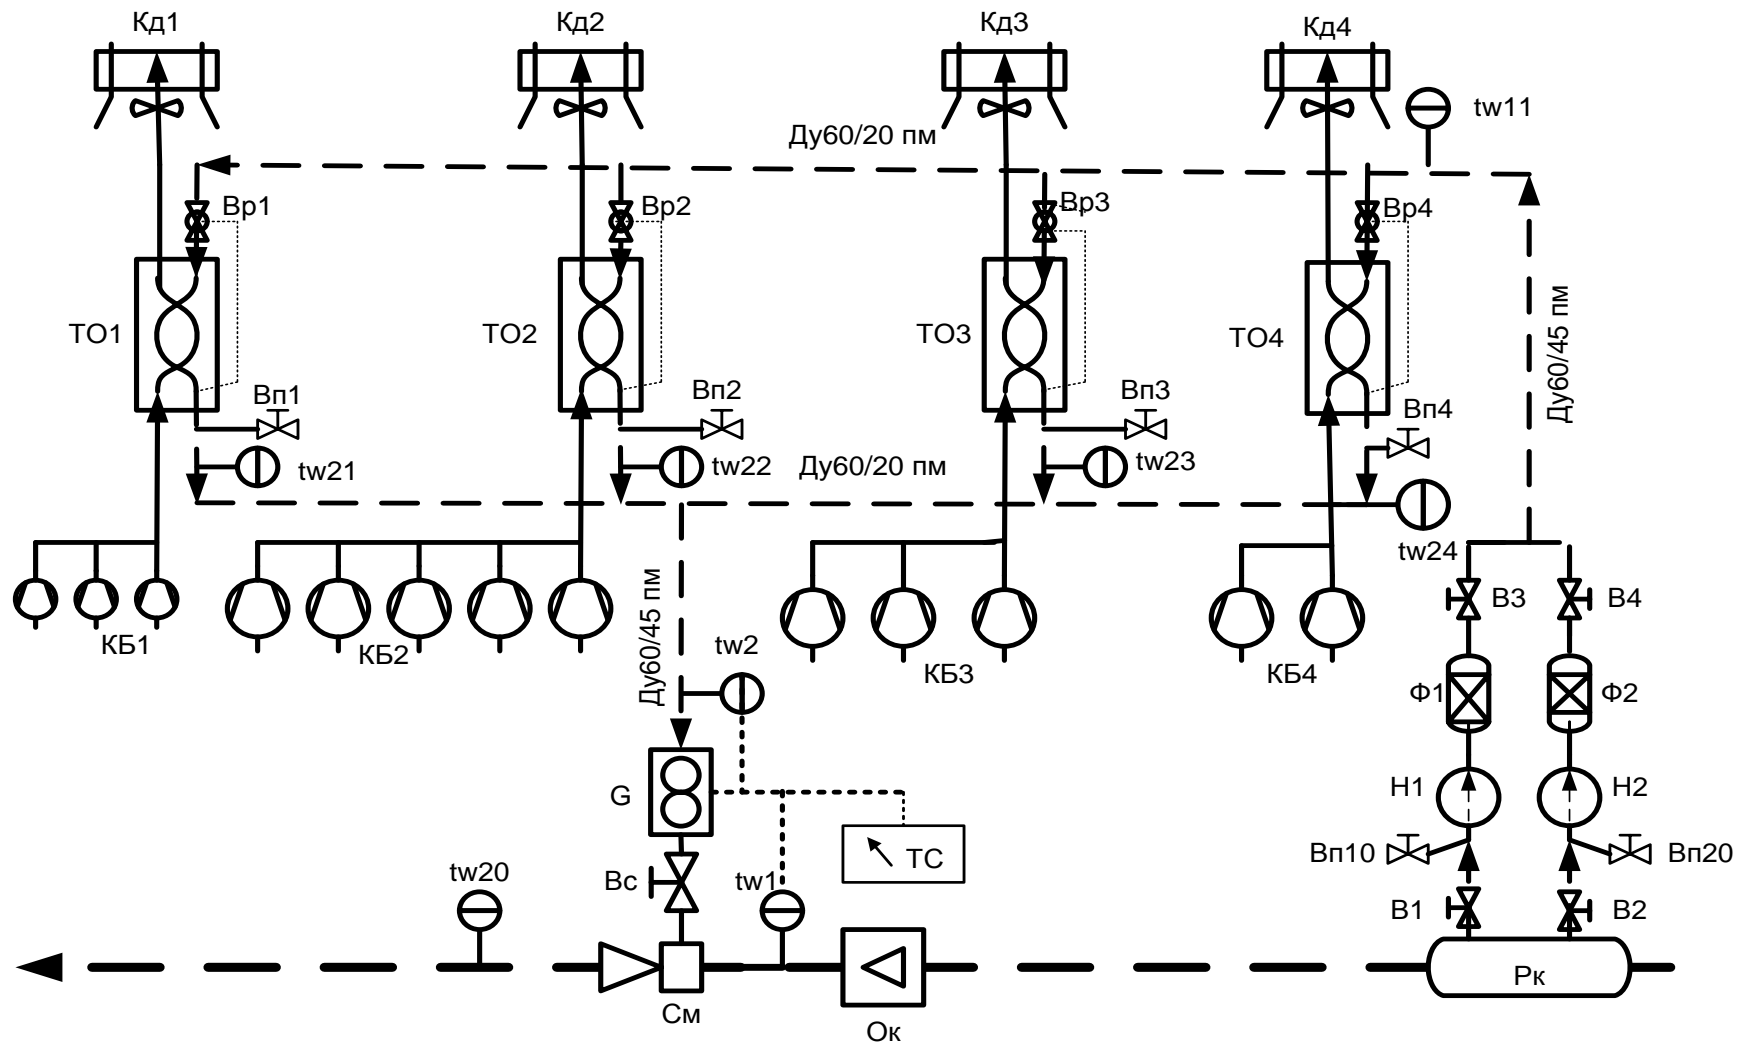 Кд1
Кд2
Кд3
Кд4
tw11
Ду60/20 пм
Вр1
Вр2
Вр3
Вр4
ТО1
ТО2
ТО3
ТО4
Ду60/45 пм
Вп1
Вп2
Вп3
Вп4
tw21
tw22
Ду60/20 пм
tw23
tw24
КБ1
КБ2
Ду60/45 пм
tw2
КБ3
КБ4
В3
В4
Ф1
Ф2
G
Н1
Н2
ТС
Вп10
Вп20
tw20
Вс
tw1
В1
В2
См
Ок
Рк